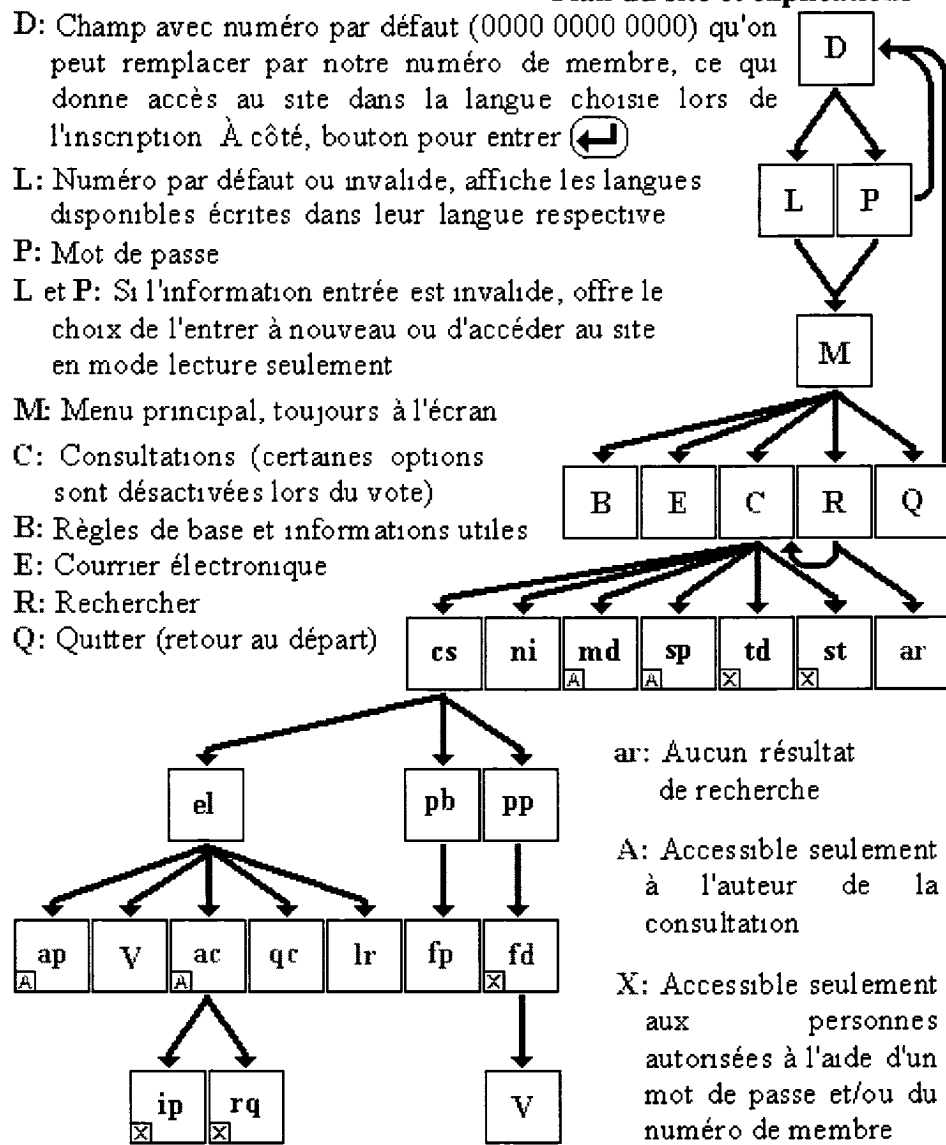 D: Champ avec numéro par défaut (0000 0000 0000) qu'on
peut remplacer par notre numéro de membre, ce qui
donne accès au site dans la langue choisie lors de
l'inscription À côté, bouton pour entrer
L: Numéro par défaut ou invalide, affiche les langues
disponibles écrites dans leur langue respective
P: Mot de passe
L et P: Si l'information entrée est invalide, offre le
choix de l'entrer à nouveau ou d'accéder au site
en mode lecture seulement
M: Menu principal, toujours à l'écran
C: Consultations (certaines options
sont désactivées lors du vote)
B: Règles de base et informations utiles
E: Courrier électronique
R: Rechercher
Q: Quitter (retour au départ)
D
L P
M
B E C R Q
cs ni md sp td st ar
A A X X
el pb pp
ap V ac qc lr fp fd
A A X
ip rq V
X X
ar: Aucun résultat
de recherche
A: Accessible seulement
à l'auteur de la
consultation
X: Accessible seulement
aux personnes
autorisées à l'aide d'un
mot de passe et/ou du
numéro de membre